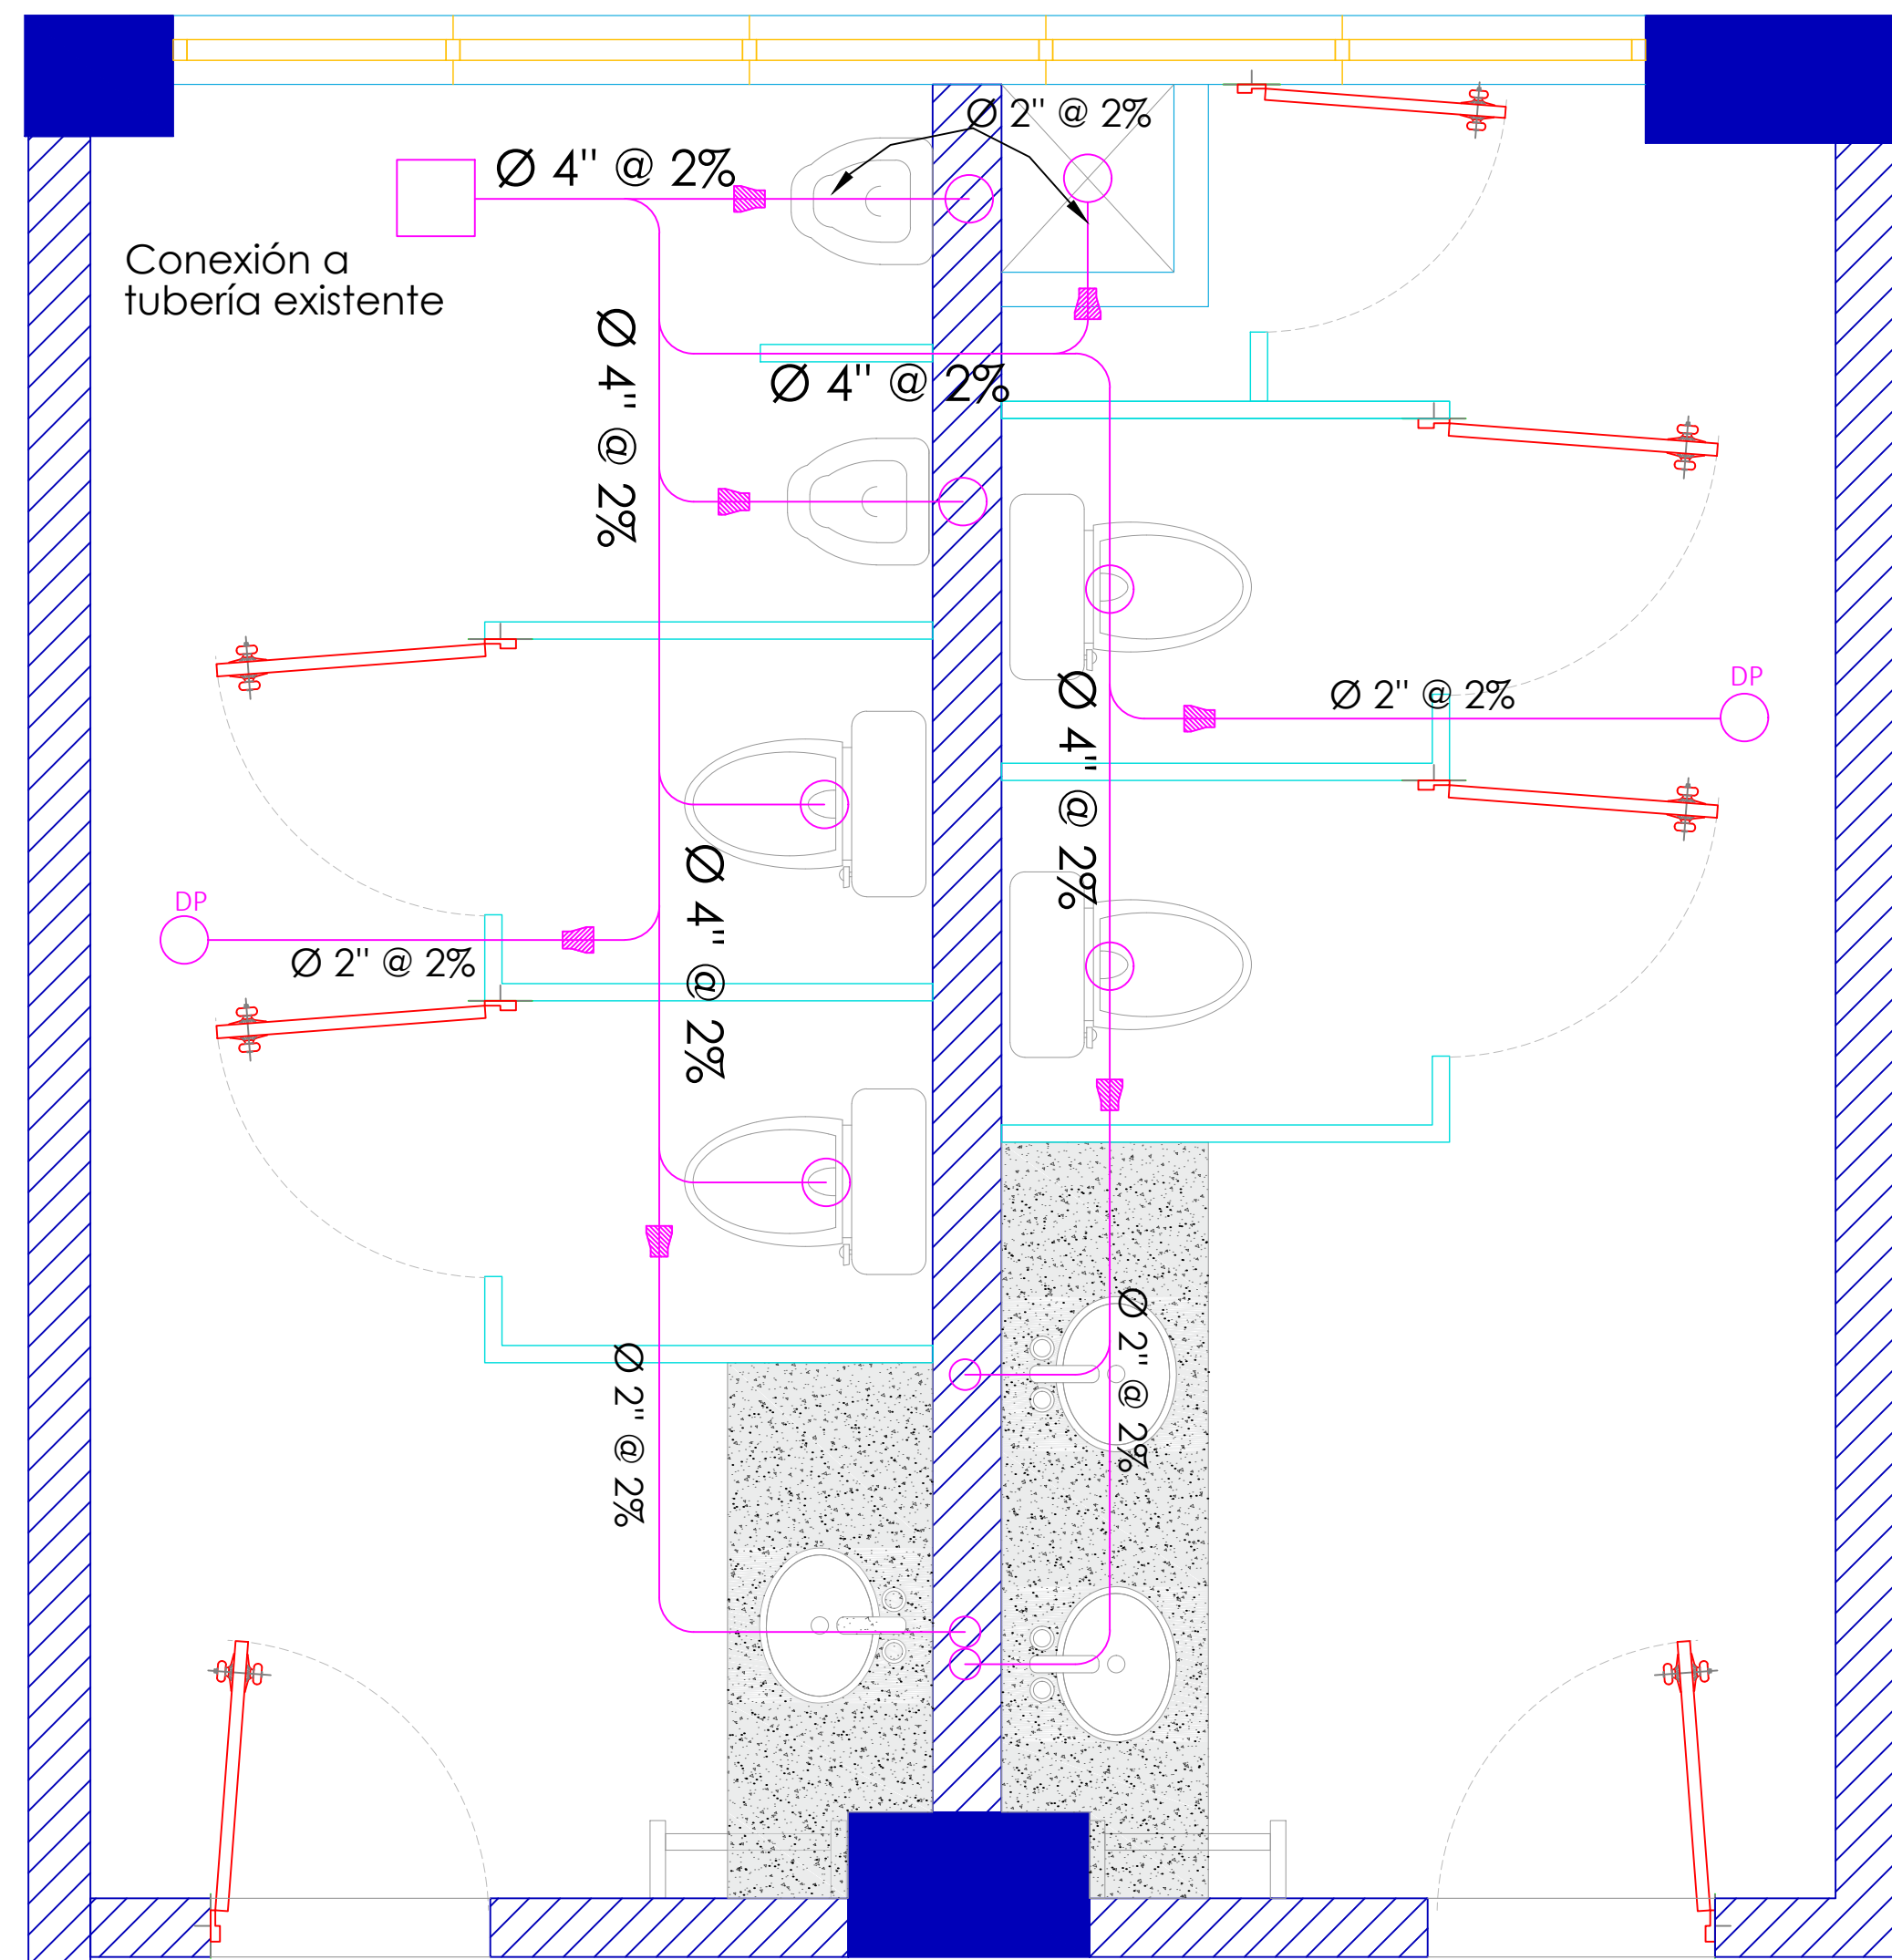 Ø 2" @ 2%
Ø 4" @ 2%
Conexión a
tubería existente
Ø 4" @ 2%
Ø 4" @ 2%
DP
Ø 2" @ 2%
Ø 4" @ 2%
Ø 4" @ 2%
DP
Ø 2" @ 2%
Ø 2" @ 2%
Ø 2" @ 2%